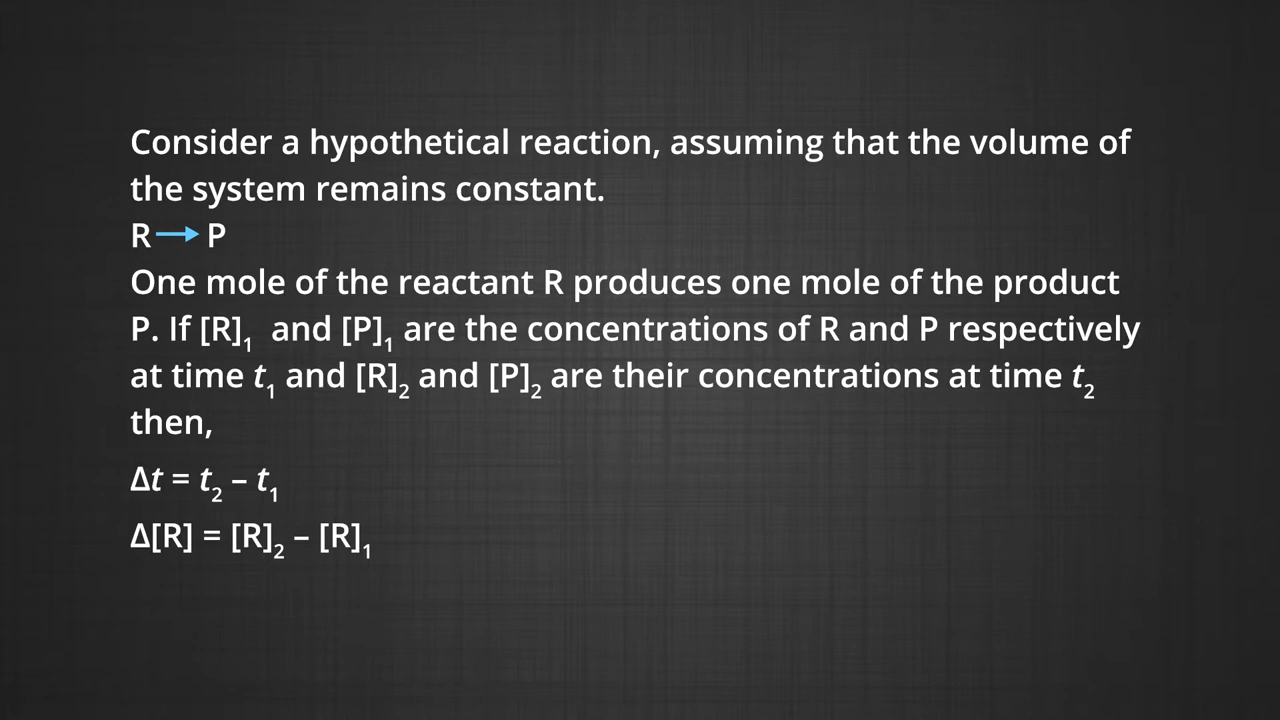 Consider a hypothetical reaction, assuming that the volume of
the system remains constant.
R → P
One mole of the reactant R produces one mole of the product
P. If [R]₁ and [P]₁ are the concentrations of R and P respectively
at time t₁ and [R]₂ and [P]₂ are their concentrations at time t₂
then,
Δt = t₂ – t₁
Δ[R] = [R]₂ – [R]₁